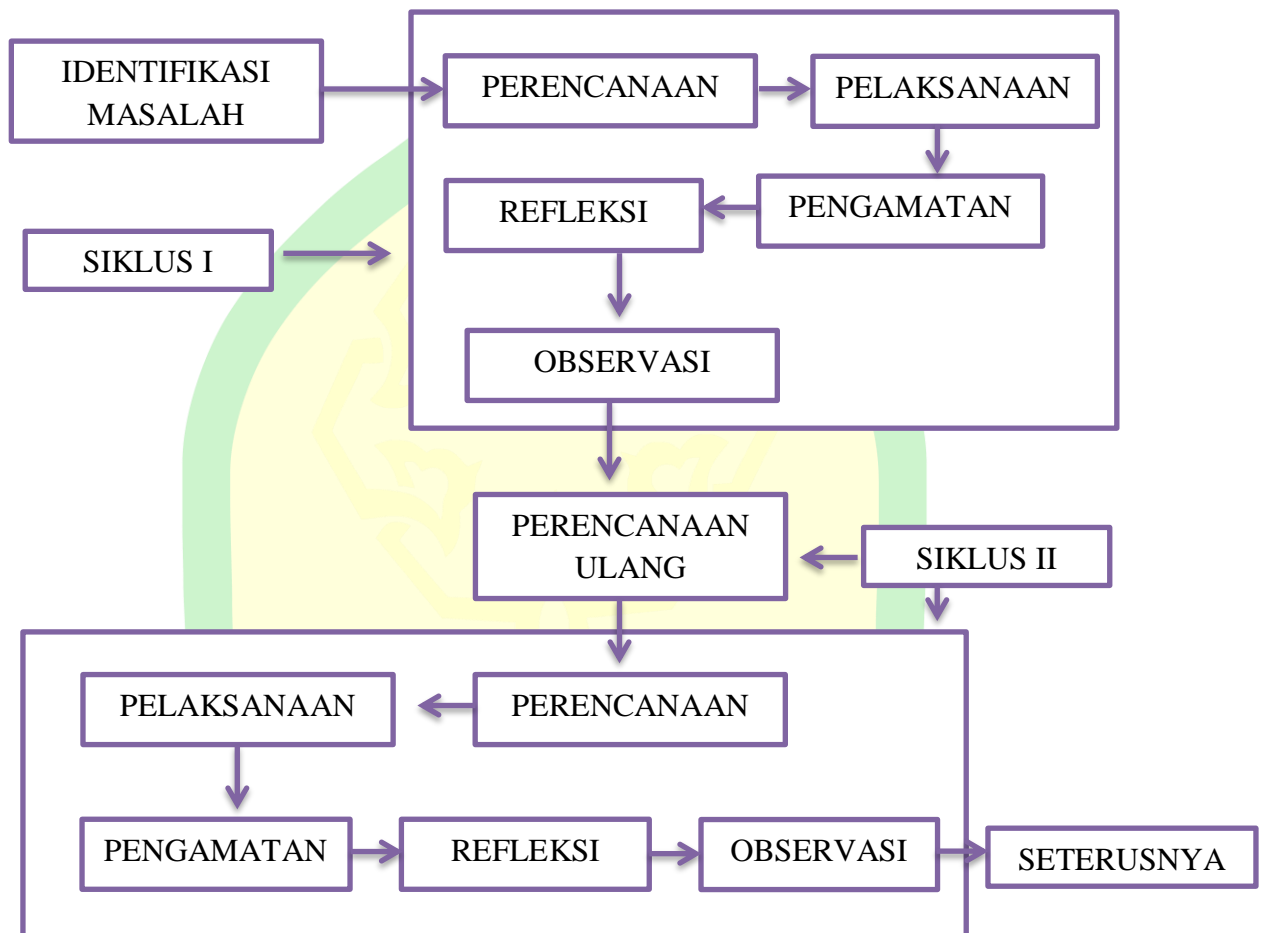 IDENTIFIKASI
MASALAH
PERENCANAAN
PELAKSANAAN
REFLEKSI
PENGAMATAN
SIKLUS I
OBSERVASI
PERENCANAAN
ULANG
SIKLUS II
PELAKSANAAN
PERENCANAAN
PENGAMATAN
REFLEKSI
OBSERVASI
SETERUSNYA